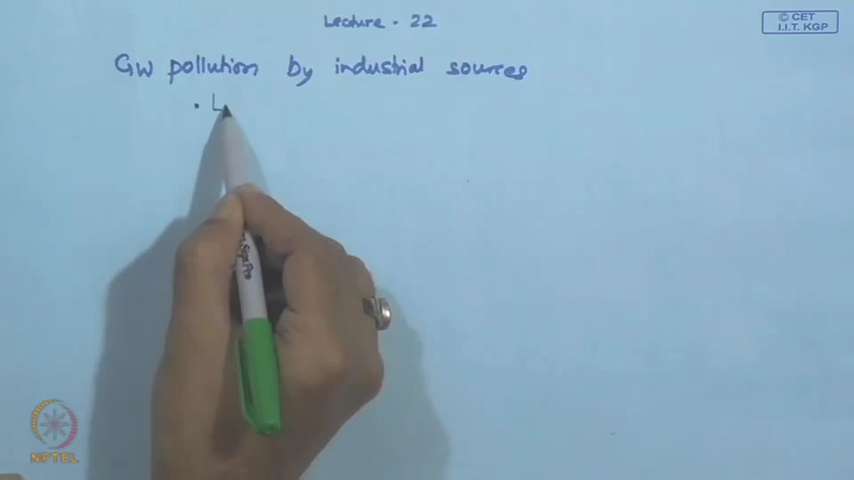 Lecture - 22
© CET
I.I.T. KGP
GW pollution by industrial sources
• L
NPTEL